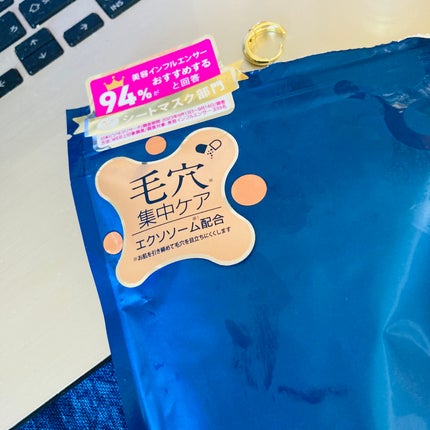 美容インフルエンサー
94%が
おすすめする
と回答
シートマスク部門
毛穴※
集中ケア
エクソソーム配合
※お肌を引き締めて毛穴を目立ちにくくします